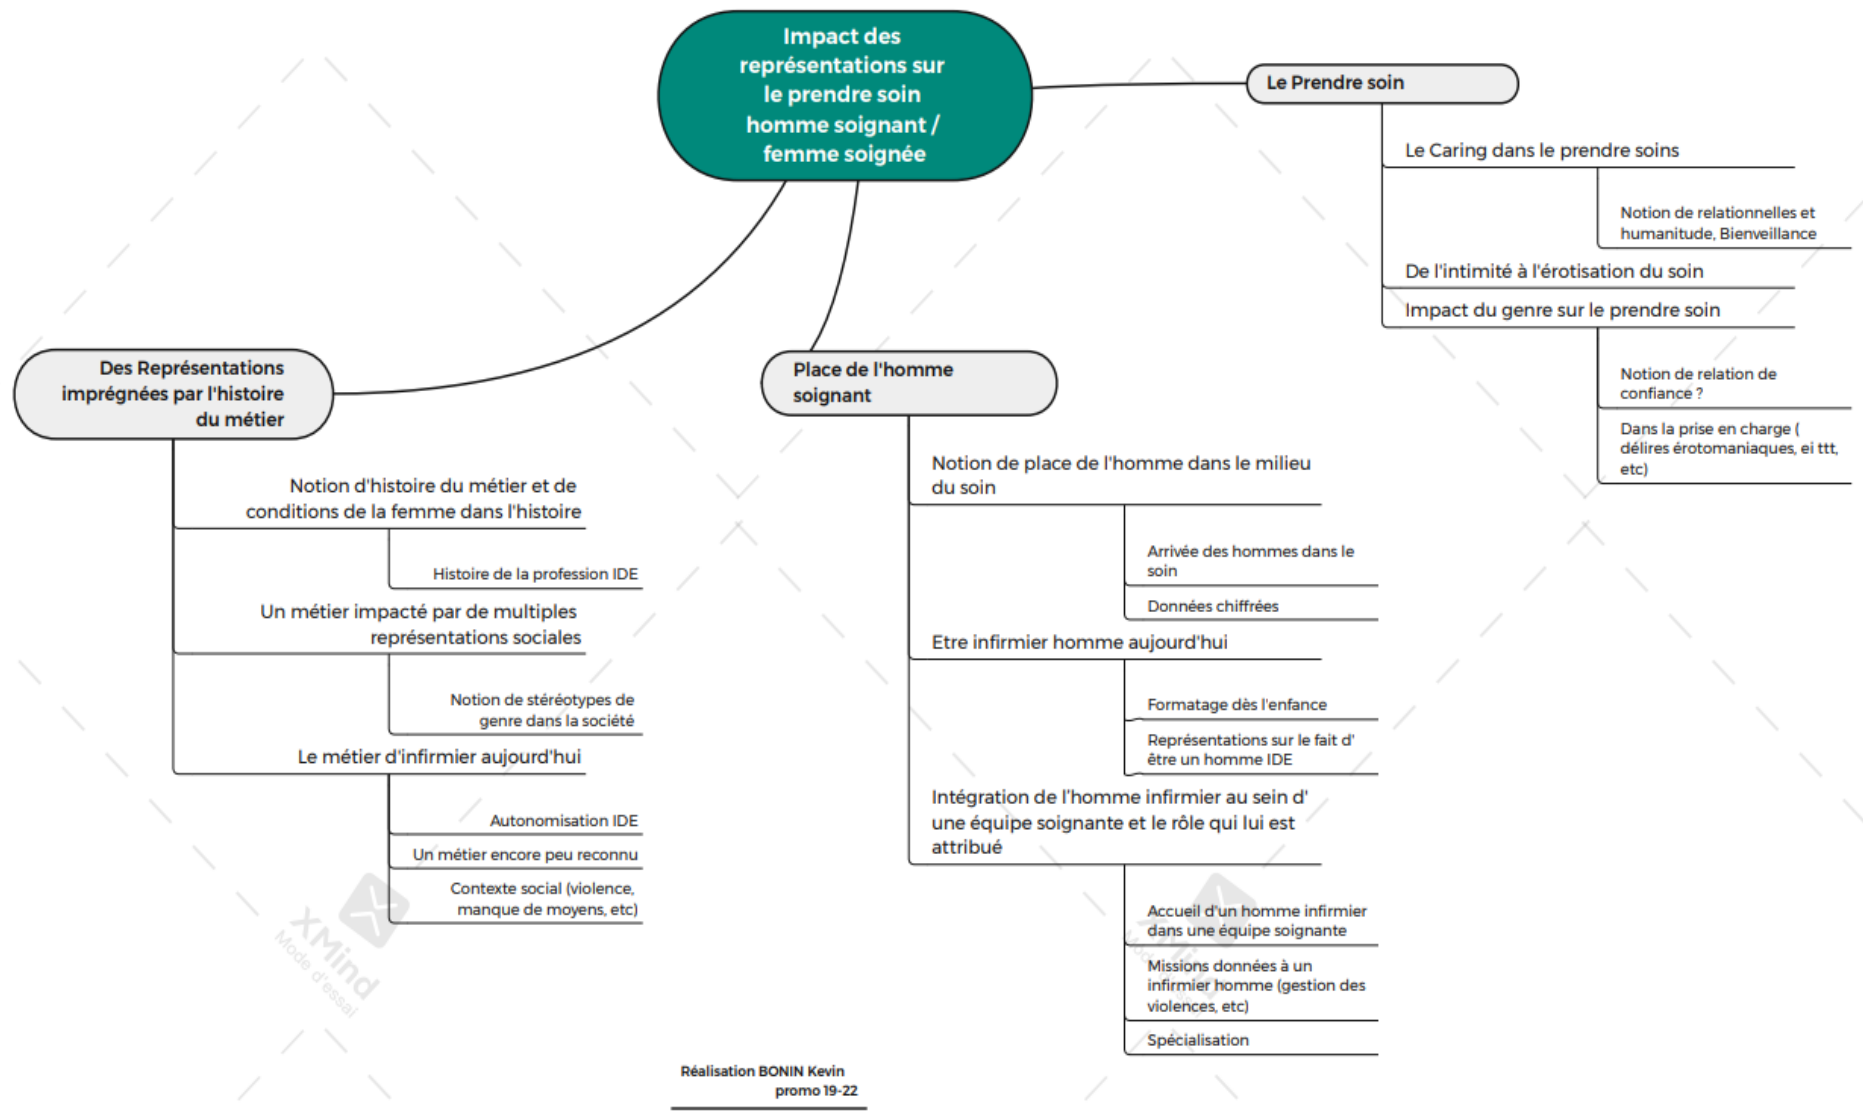 Impact des
représentations sur
le prendre soin
homme soignant /
femme soignée
Le Prendre soin
Le Caring dans le prendre soins
Notion de relationnelles et
humanitude, Bienveillance
De l'intimité à l'érotisation du soin
Impact du genre sur le prendre soin
Notion de relation de
confiance ?
Dans la prise en charge (
délires érotomaniaques, ei ttt,
etc)
Des Représentations
imprégnées par l'histoire
du métier
Notion d'histoire du métier et de
conditions de la femme dans l'histoire
Histoire de la profession IDE
Un métier impacté par de multiples
représentations sociales
Notion de stéréotypes de
genre dans la société
Le métier d'infirmier aujourd'hui
Autonomisation IDE
Un métier encore peu reconnu
Contexte social (violence,
manque de moyens, etc)
Place de l'homme
soignant
Notion de place de l'homme dans le milieu
du soin
Arrivée des hommes dans le
soin
Données chiffrées
Etre infirmier homme aujourd'hui
Formatage dès l'enfance
Représentations sur le fait d'
être un homme IDE
Intégration de l'homme infirmier au sein d'
une équipe soignante et le rôle qui lui est
attribué
Accueil d'un homme infirmier
dans une équipe soignante
Missions données à un
infirmier homme (gestion des
violences, etc)
Spécialisation
Réalisation BONIN Kevin
promo 19-22
XMind
Mode d'essai